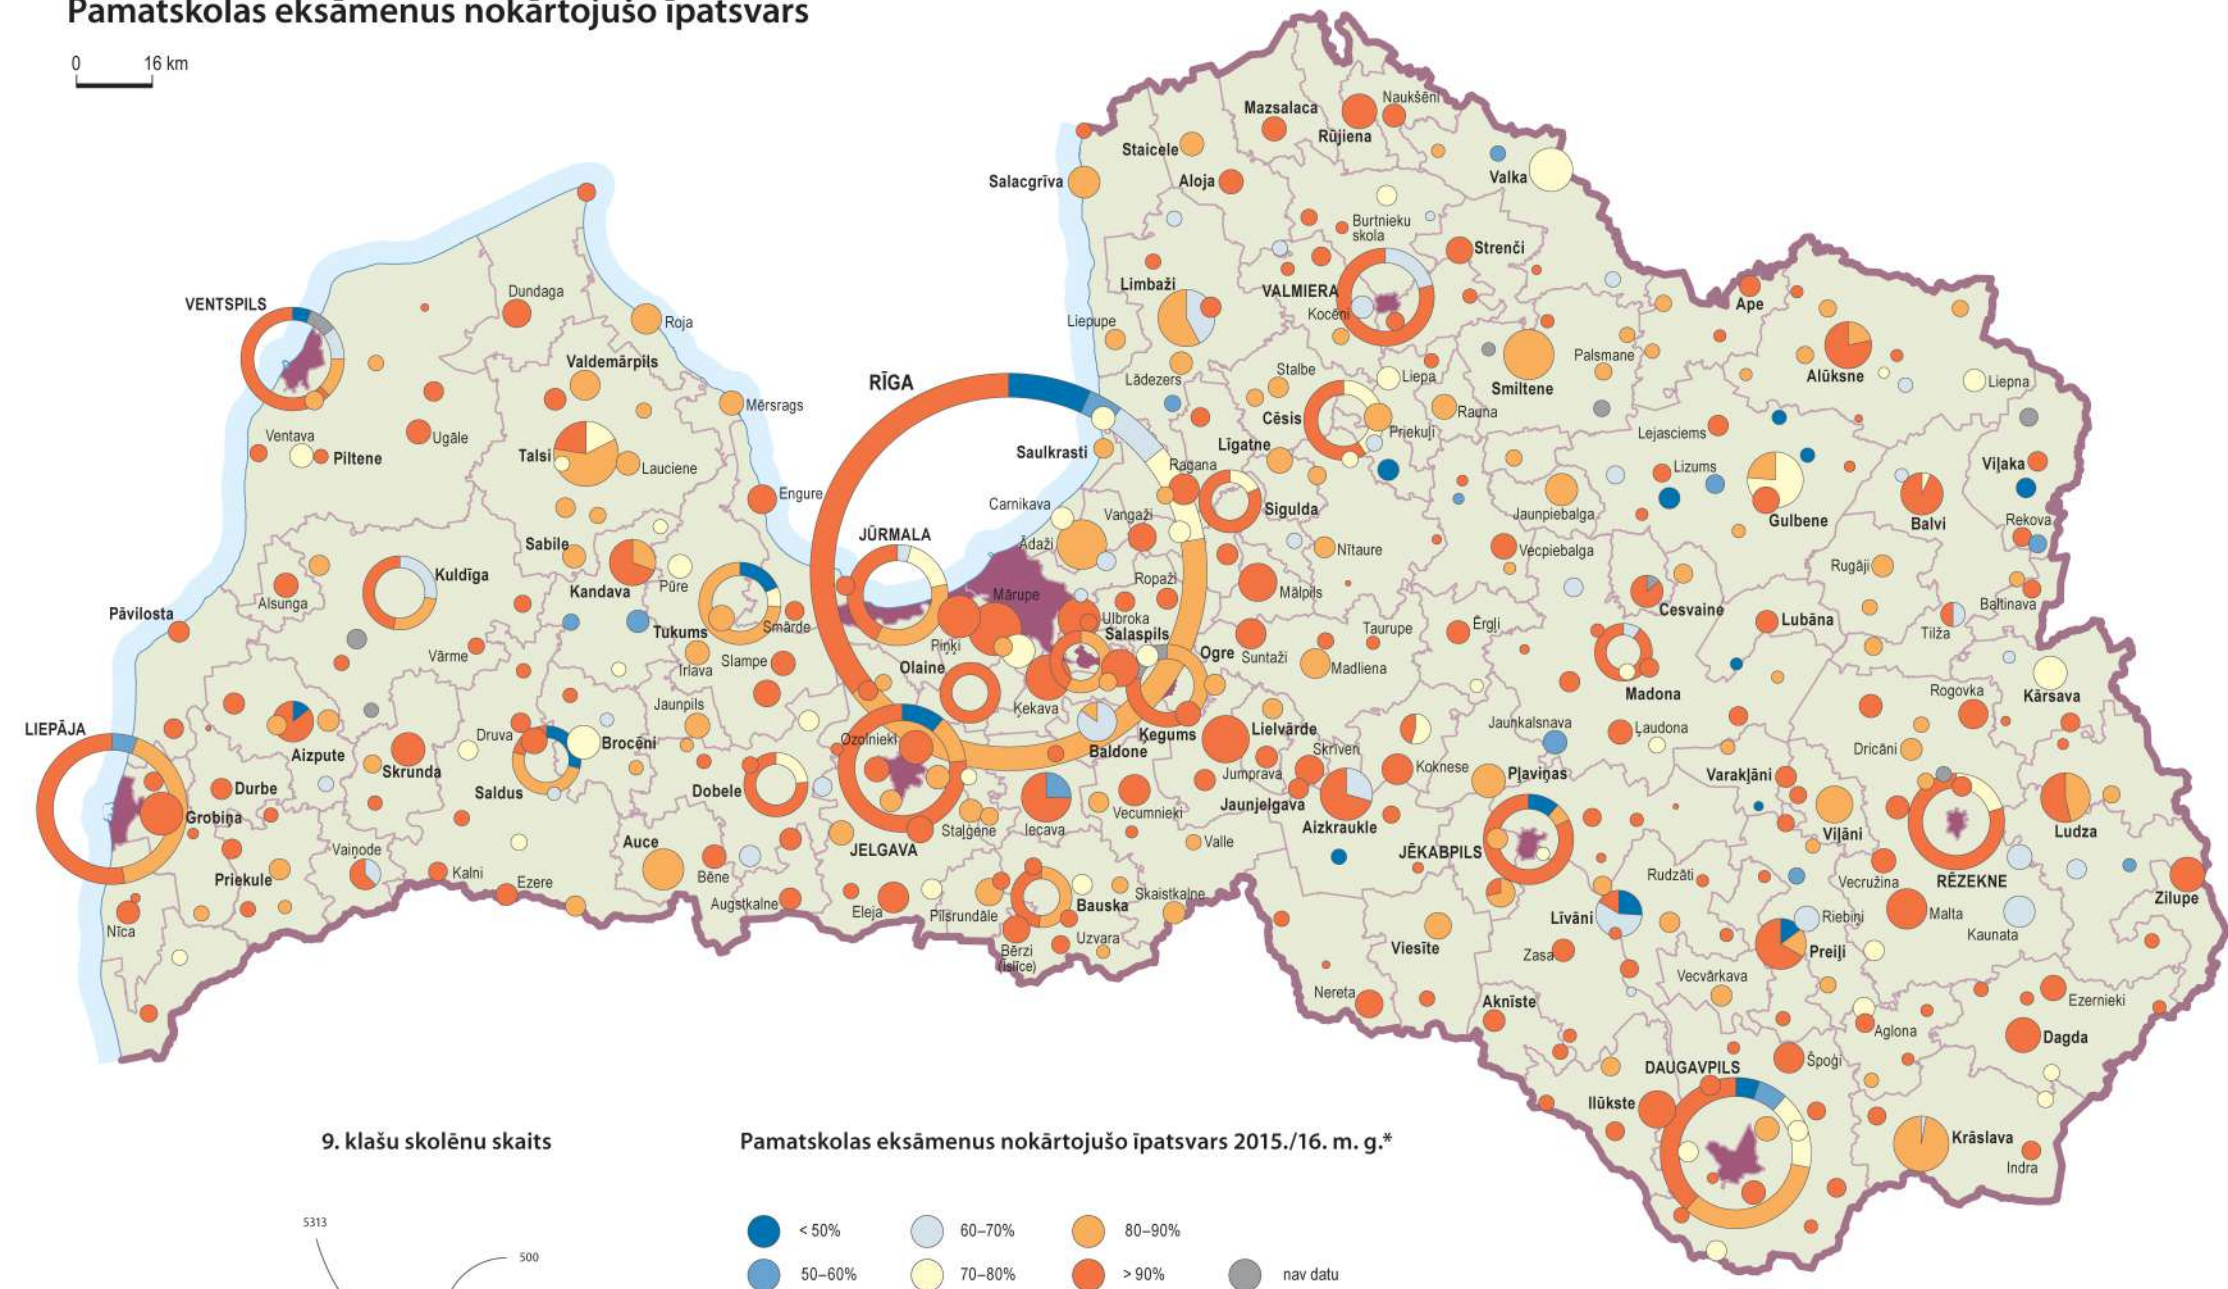 Pamatskolas eksāmenus nokārtojušo īpatsvars
0 16 km
Mazsalaca
Naukšēni
Rūjiena
Staicele
Salacgrīva
Aloja
Valka
Burtnieku
skola
Strenči
Limbaži
VALMIERA
Kocēni
Liepupe
Ape
Dundaga
VENTSPILS
Roja
Valdemārpils
Palsmane
Alūksne
Lādezers
Stalbe
Liepa
Smiltene
Liepna
RĪGA
Mērsrags
Cēsis
Rauna
Priekuļi
Ventava
Piltene
Ugāle
Talsi
Lauciene
Saulkrasti
Līgatne
Lejasciems
Ragana
Lizums
Viļaka
Engure
Carnikava
Vangaži
Sigulda
Jaunpiebalga
Gulbene
Balvi
Rekova
JŪRMALA
Ādaži
Nītaure
Vecpiebalga
Sabile
Kuldīga
Kandava
Pūre
Ropaži
Mālpils
Rugāji
Alsunga
Pāvilosta
Mārupe
Cesvaine
Baltinava
Tukums
Smārde
Ulbroka
Salaspils
Taurupe
Ērgļi
Lubāna
Tilža
Vārme
Irlava
Slampe
Piņķi
Olaine
Ogre
Suntaži
Madliena
Madona
Rogovka
Kārsava
Jaunpils
Ķekava
LIEPĀJA
Druva
Brocēni
Ozolnieki
Baldone
Ķegums
Lielvārde
Jaunkalsnava
Ļaudona
Dricāni
Aizpute
Skrunda
Skrīveri
Koknese
Pļaviņas
Varakļāni
Jumprava
Durbe
Saldus
Dobele
Vecumnieki
Jaunjelgava
Grobiņa
Staļģene
Iecava
Aizkraukle
Viļāni
Ludza
Auce
JELGAVA
Valle
JĒKABPILS
Vaiņode
Priekule
Kalni
Bēne
Rudzāti
Vecružina
RĒZEKNE
Ezere
Augstkalne
Eleja
Pilsrundāle
Bauska
Skaistkalne
Līvāni
Riebiņi
Malta
Zilupe
Nīca
Bērzi
(Īslīce)
Uzvara
Viesīte
Zasa
Preiļi
Kaunata
Vecvārkava
Nereta
Aknīste
Aglona
Ezernieki
Dagda
Špoģi
DAUGAVPILS
Ilūkste
Krāslava
Indra
9. klašu skolēnu skaits
Pamatskolas eksāmenus nokārtojušo īpatsvars 2015./16. m. g.*
5313
500
< 50% 60–70% 80–90%
50–60% 70–80% > 90% nav datu